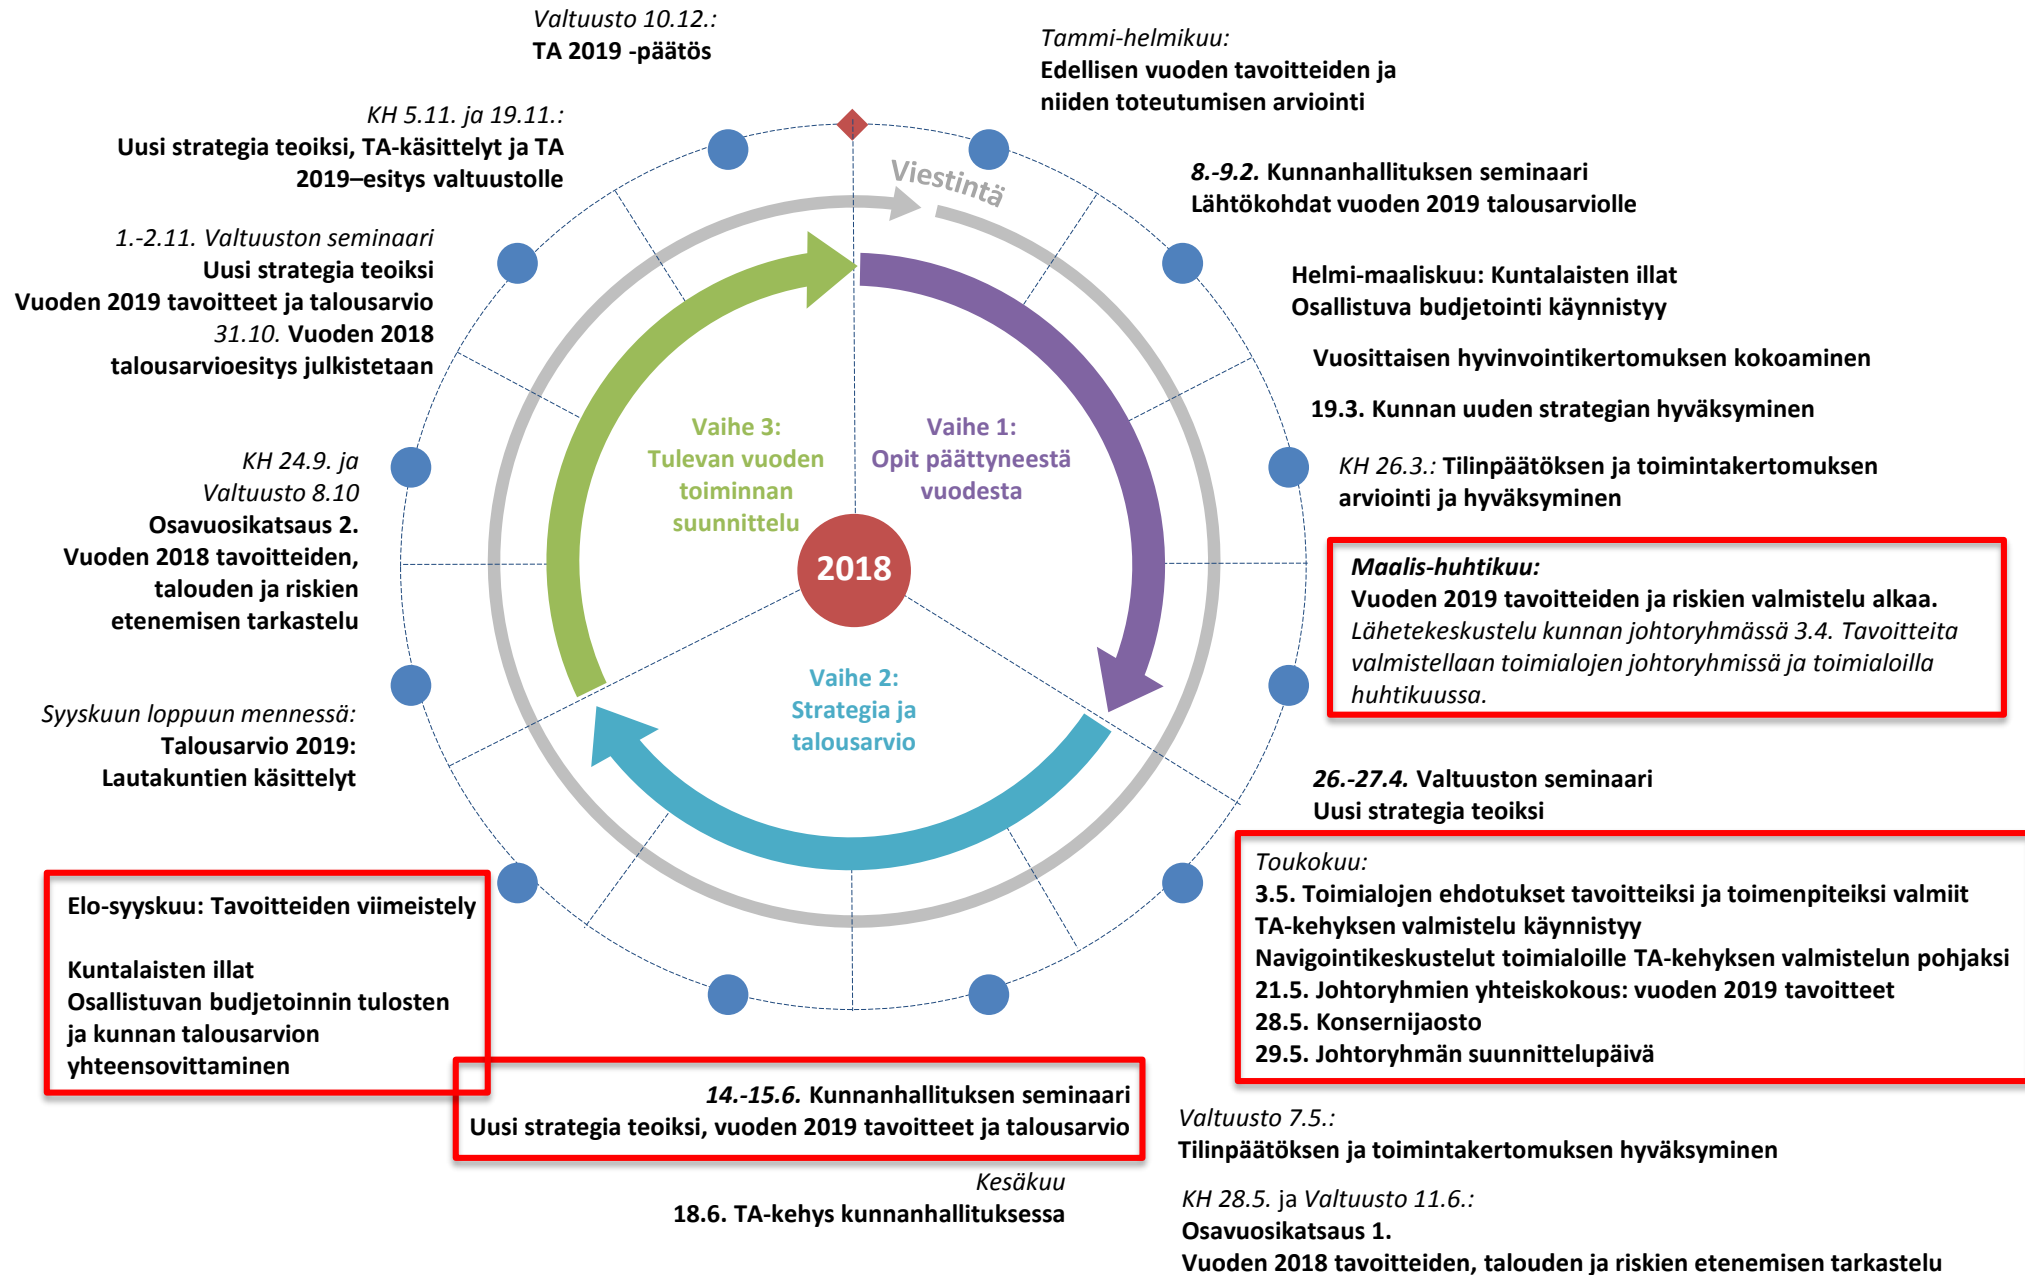 Valtuusto 10.12.:
TA 2019 -päätös
Tammi-helmikuu:
Edellisen vuoden tavoitteiden ja
niiden toteutumisen arviointi
KH 5.11. ja 19.11.:
Uusi strategia teoiksi, TA-käsittelyt ja TA
2019–esitys valtuustolle
Viestintä
8.-9.2. Kunnanhallituksen seminaari
Lähtökohdat vuoden 2019 talousarviolle
1.-2.11. Valtuuston seminaari
Uusi strategia teoiksi
Vuoden 2019 tavoitteet ja talousarvio
31.10. Vuoden 2018
talousarvioesitys julkistetaan
Helmi-maaliskuu: Kuntalaisten illat
Osallistuva budjetointi käynnistyy
Vuosittaisen hyvinvointikertomuksen kokoaminen
19.3. Kunnan uuden strategian hyväksyminen
Vaihe 3:
Tulevan vuoden
toiminnan
suunnittelu
Vaihe 1:
Opit päättyneestä
vuodesta
KH 24.9. ja
Valtuusto 8.10
Osavuosikatsaus 2.
Vuoden 2018 tavoitteiden,
talouden ja riskien
etenemisen tarkastelu
KH 26.3.: Tilinpäätöksen ja toimintakertomuksen
arviointi ja hyväksyminen
2018
Maalis-huhtikuu:
Vuoden 2019 tavoitteiden ja riskien valmistelu alkaa.
Lähetekeskustelu kunnan johtoryhmässä 3.4. Tavoitteita
valmistellaan toimialojen johtoryhmissä ja toimialoilla
huhtikuussa.
Vaihe 2:
Strategia ja
talousarvio
Syyskuun loppuun mennessä:
Talousarvio 2019:
Lautakuntien käsittelyt
26.-27.4. Valtuuston seminaari
Uusi strategia teoiksi
Toukokuu:
3.5. Toimialojen ehdotukset tavoitteiksi ja toimenpiteiksi valmiit
TA-kehyksen valmistelu käynnistyy
Navigointikeskustelut toimialoille TA-kehyksen valmistelun pohjaksi
21.5. Johtoryhmien yhteiskokous: vuoden 2019 tavoitteet
28.5. Konsernijaosto
29.5. Johtoryhmän suunnittelupäivä
Elo-syyskuu: Tavoitteiden viimeistely
Kuntalaisten illat
Osallistuvan budjetoinnin tulosten
ja kunnan talousarvion
yhteensovittaminen
14.-15.6. Kunnanhallituksen seminaari
Uusi strategia teoiksi, vuoden 2019 tavoitteet ja talousarvio
Valtuusto 7.5.:
Tilinpäätöksen ja toimintakertomuksen hyväksyminen
Kesäkuu
18.6. TA-kehys kunnanhallituksessa
KH 28.5. ja Valtuusto 11.6.:
Osavuosikatsaus 1.
Vuoden 2018 tavoitteiden, talouden ja riskien etenemisen tarkastelu